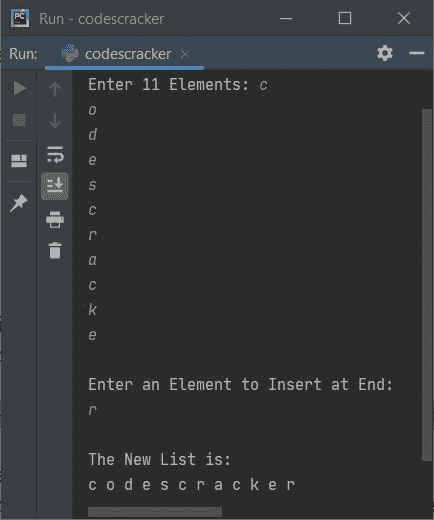 Run - codescracker
Run: codescracker
Enter 11 Elements: c
o
d
e
s
c
r
a
c
k
e
Enter an Element to Insert at End:
r
The New List is:
c o d e s c r a c k e r